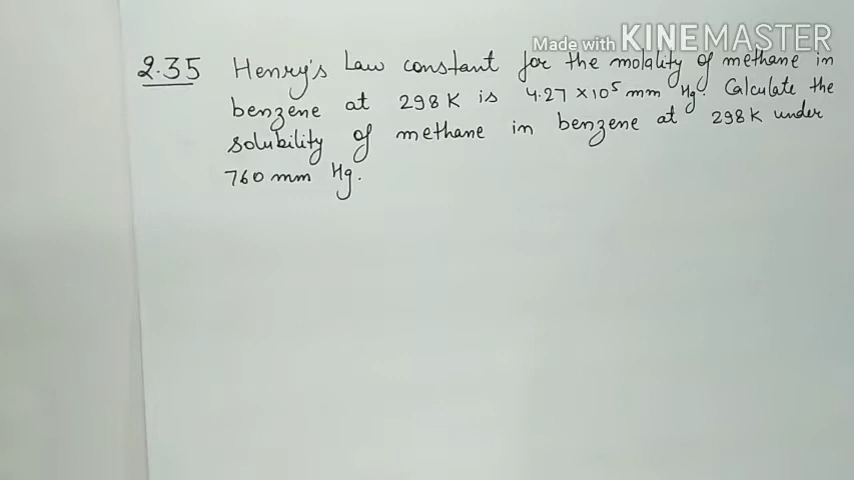 Made with KINEMASTER
2.35 Henry's Law constant for the molality of methane in
benzene at 298 K is 4.27 × 10⁵ mm Hg. Calculate the
solubility of methane in benzene at 298 K under
760 mm Hg.